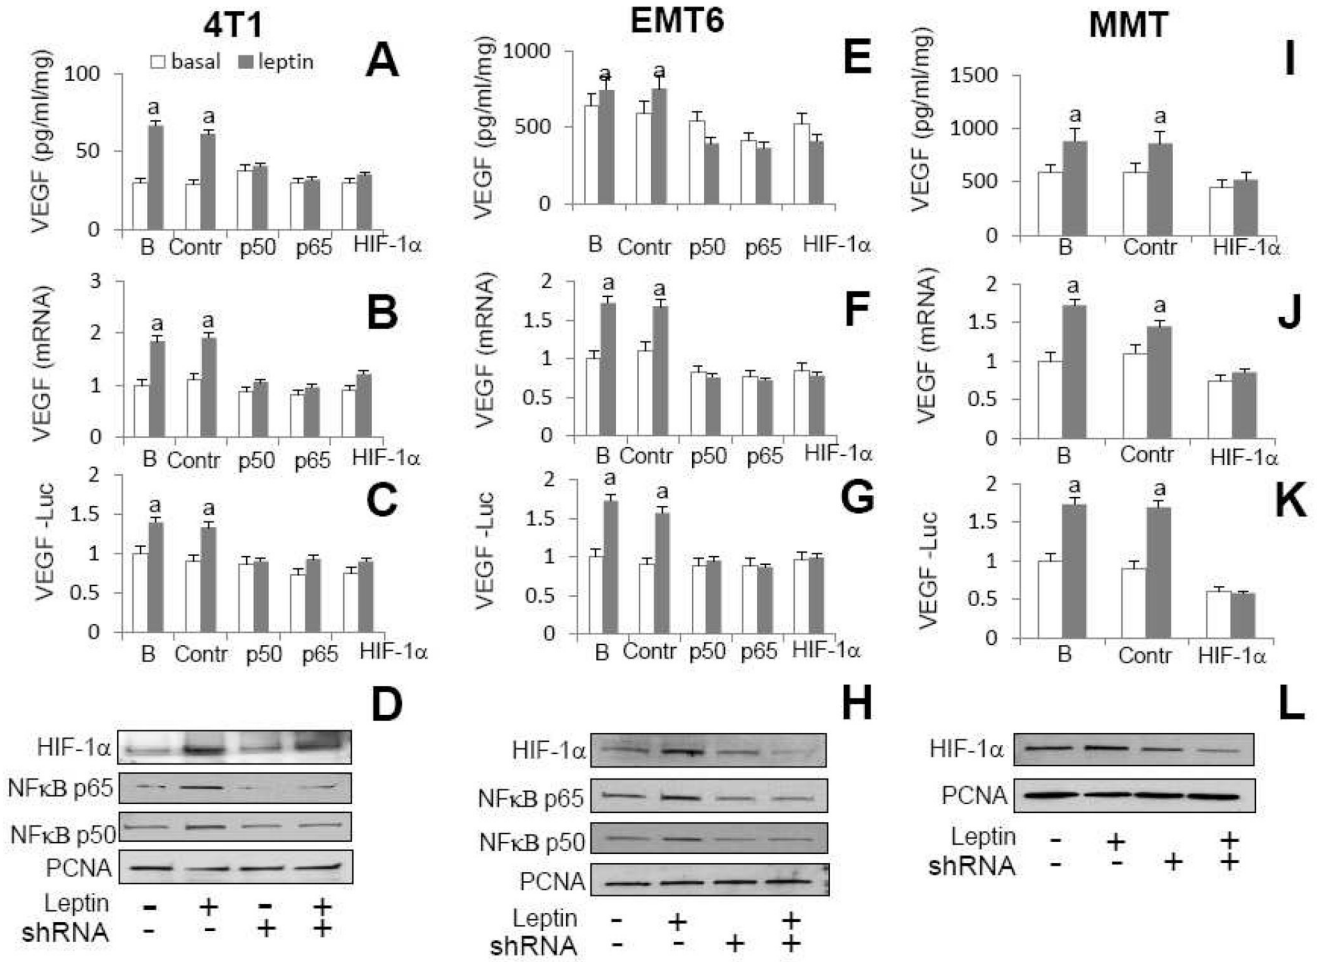 4T1
EMT6
MMT
A
basal leptin
VEGF (pg/ml/mg)
100
50
0
a a
B Contr p50 p65 HIF-1α
E
VEGF (pg/ml/mg)
1000
500
0
a a
B Contr p50 p65 HIF-1α
I
VEGF (pg/ml/mg)
1500
1000
500
0
a a
B Contr HIF-1α
B
VEGF (mRNA)
3
2
1
0
a a
B Contr p50 p65 HIF-1α
F
VEGF (mRNA)
2
1.5
1
0.5
0
a a
B Contr p50 p65 HIF-1α
J
VEGF (mRNA)
2
1.5
1
0.5
0
a a
B Contr HIF-1α
C
VEGF -Luc
2
1.5
1
0.5
0
a a
B Contr p50 p65 HIF-1α
G
VEGF -Luc
2
1.5
1
0.5
0
a a
B Contr p50 p65 HIF-1α
K
VEGF -Luc
2
1.5
1
0.5
0
a a
B Contr HIF-1α
D
HIF-1α
NFκB p65
NFκB p50
PCNA
Leptin - + - +
shRNA - - + +
H
HIF-1α
NFκB p65
NFκB p50
PCNA
Leptin - + +
shRNA - - + +
L
HIF-1α
PCNA
Leptin - + - +
shRNA - - + +